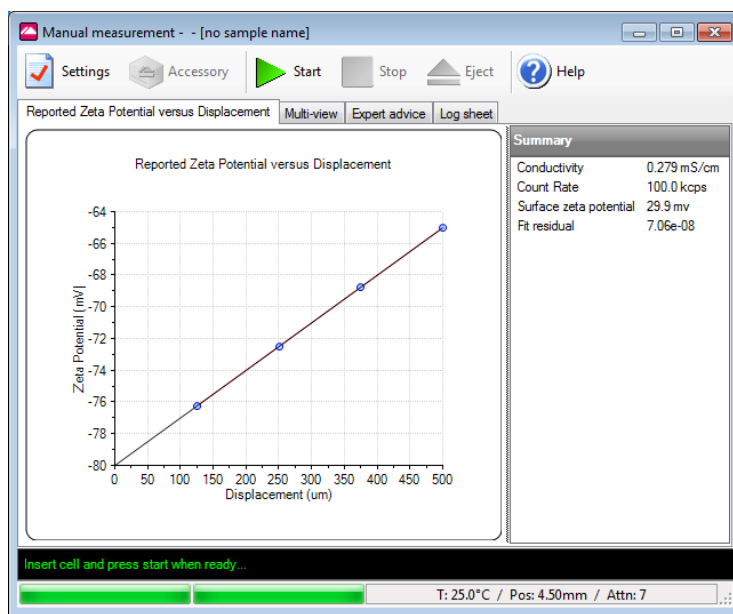 Manual measurement - - [no sample name]
Settings Accessory Start Stop Eject Help
Reported Zeta Potential versus Displacement Multi-view Expert advice Log sheet
Reported Zeta Potential versus Displacement
-64
-66
-68
-70
-72
-74
-76
-78
-80
Zeta Potential (mV)
0 50 100 150 200 250 300 350 400 450 500
Displacement (um)
Summary
Conductivity 0.279 mS/cm
Count Rate 100.0 kcps
Surface zeta potential 29.9 mv
Fit residual 7.06e-08
Insert cell and press start when ready...
T: 25.0°C / Pos: 4.50mm / Attn: 7